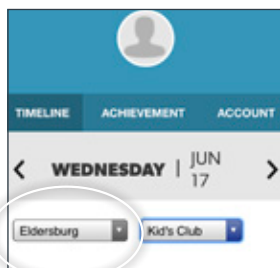 TIMELINE ACHIEVEMENT ACCOUNT
WEDNESDAY | JUN 17
Eldersburg Kid's Club